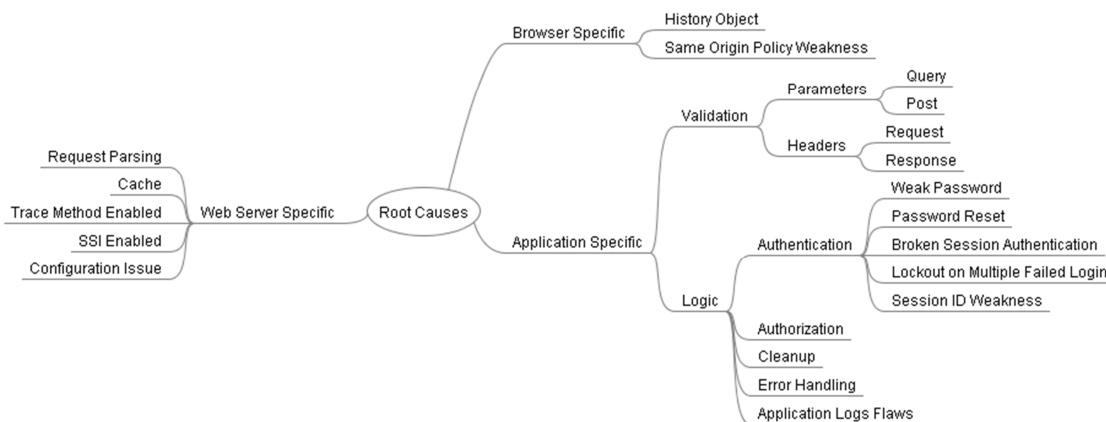 Root Causes
Browser Specific
History Object
Same Origin Policy Weakness
Application Specific
Validation
Parameters
Query
Post
Headers
Request
Response
Logic
Authentication
Weak Password
Password Reset
Broken Session Authentication
Lockout on Multiple Failed Login
Session ID Weakness
Authorization
Cleanup
Error Handling
Application Logs Flaws
Web Server Specific
Request Parsing
Cache
Trace Method Enabled
SSI Enabled
Configuration Issue